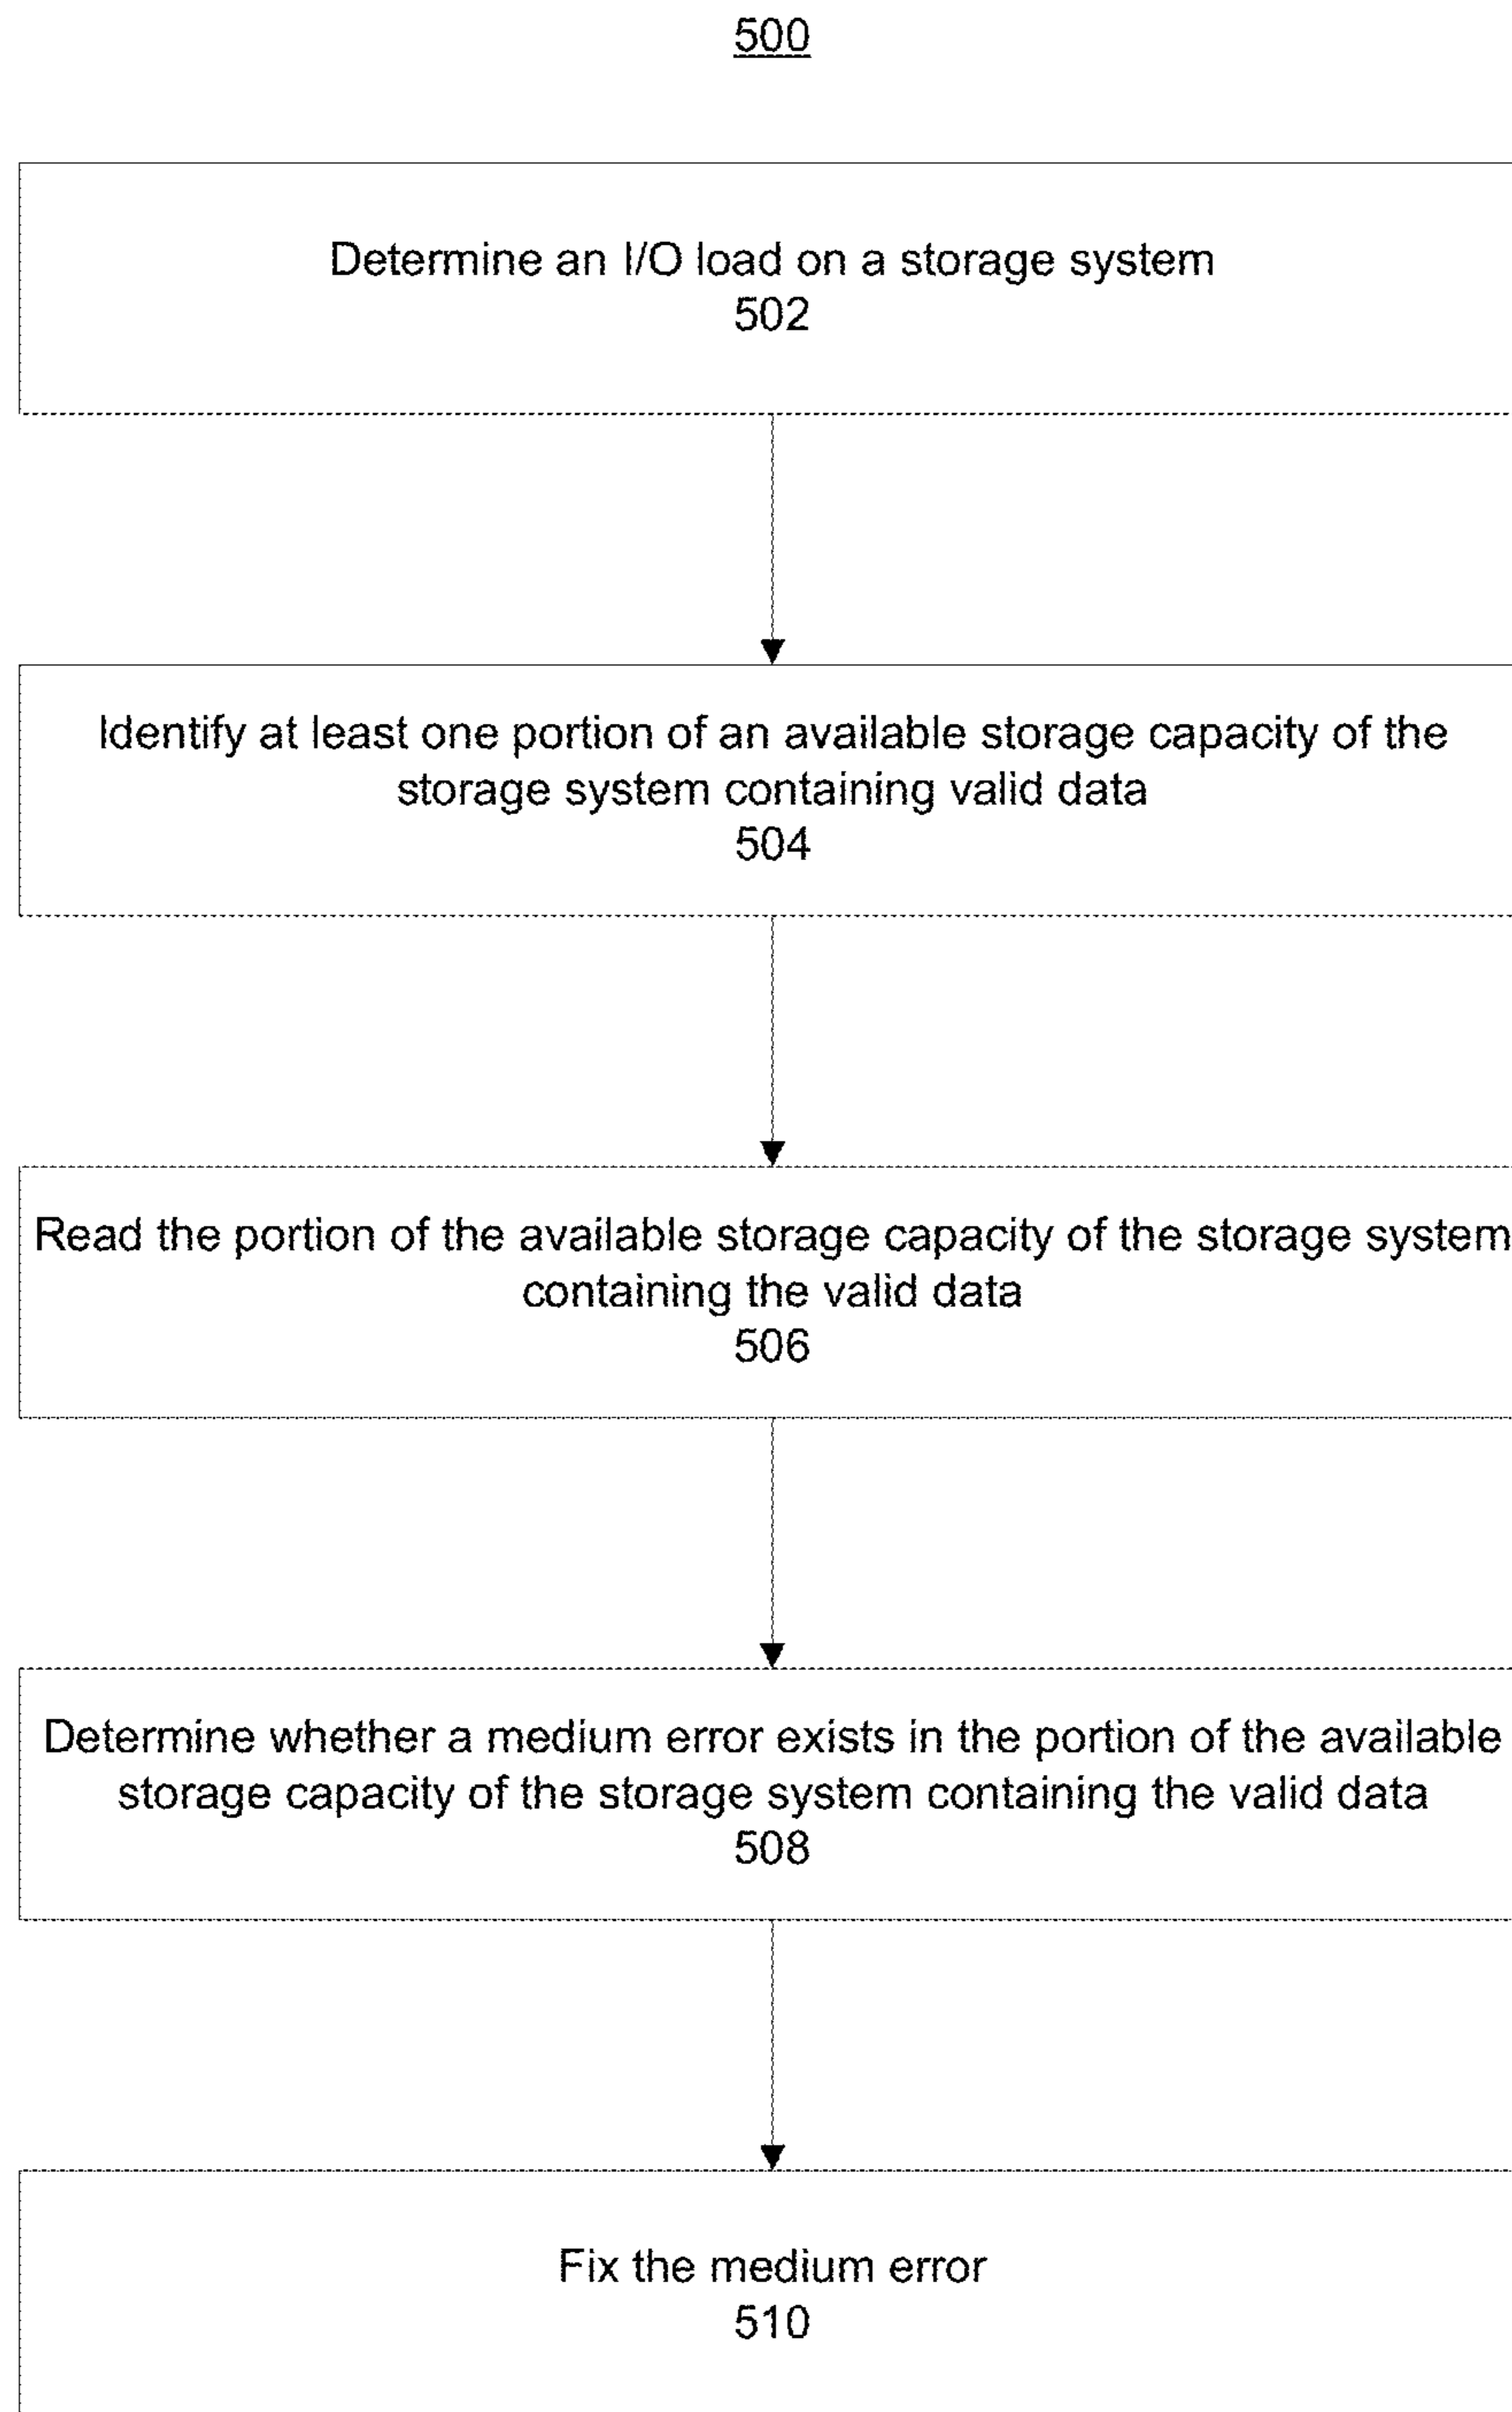 500
Determine an I/O load on a storage system
502
Identify at least one portion of an available storage capacity of the
storage system containing valid data
504
Read the portion of the available storage capacity of the storage system
containing the valid data
506
Determine whether a medium error exists in the portion of the available
storage capacity of the storage system containing the valid data
508
Fix the medium error
510